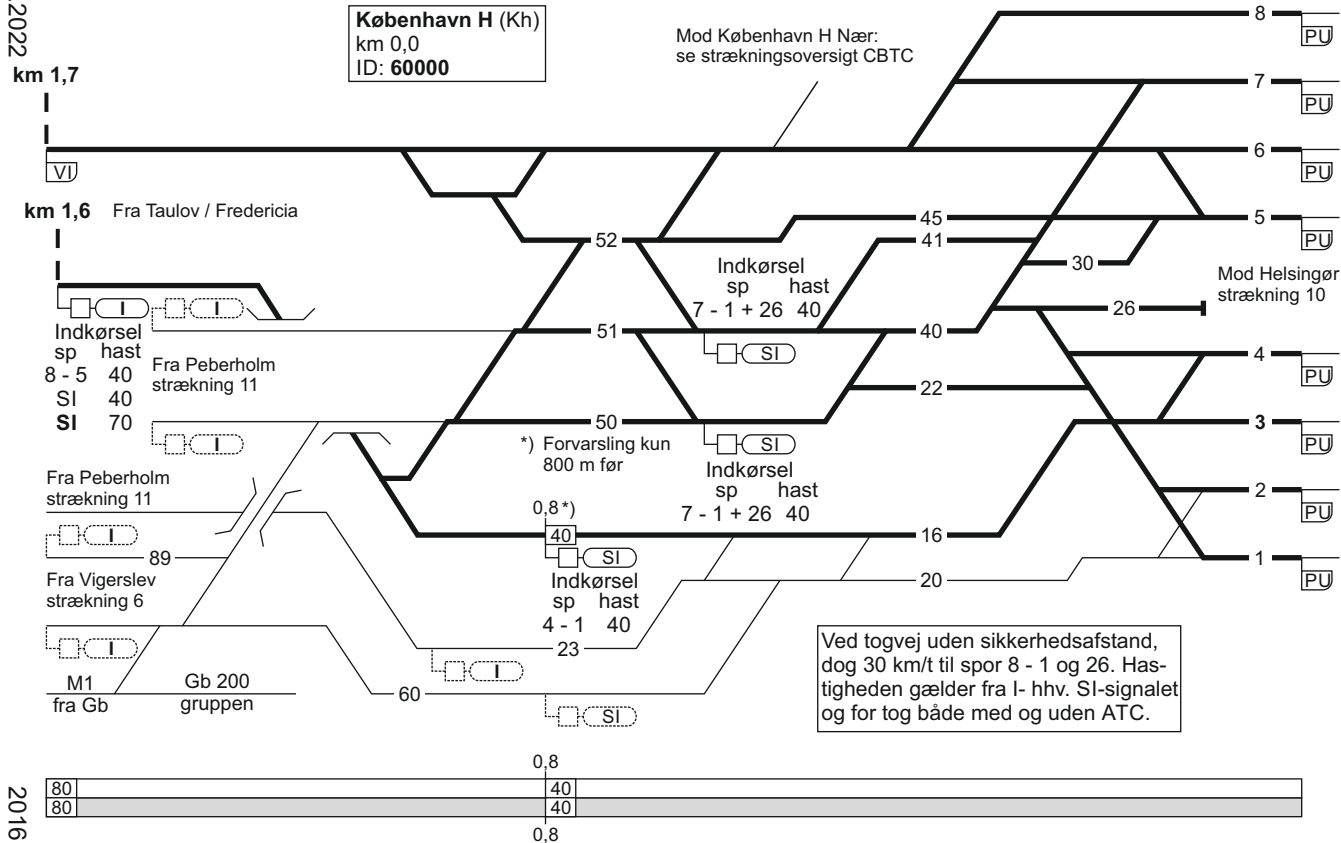 .2022
København H (Kh)
km 0,0
ID: 60000
Mod København H Nær:
se strækningsoversigt CBTC
km 1,7
VI
8
PU
7
PU
6
PU
km 1,6
Fra Taulov / Fredericia
45
5
PU
52
41
30
I
I
Indkørsel
sp hast
8 - 5 40
SI 40
SI 70
Fra Peberholm
strækning 11
I
Indkørsel
sp hast
7 - 1 + 26 40
51
SI
40
26
Mod Helsingør
strækning 10
4
PU
22
50
*) Forvarsling kun
800 m før
SI
Indkørsel
sp hast
7 - 1 + 26 40
3
PU
Fra Peberholm
strækning 11
I
89
2
PU
0,8 *)
40
SI
Indkørsel
sp hast
4 - 1 40
16
20
1
PU
Fra Vigerslev
strækning 6
I
23
I
M1
fra Gb
Gb 200
gruppen
60
SI
Ved togvej uden sikkerhedsafstand,
dog 30 km/t til spor 8 - 1 og 26. Has-
tigheden gælder fra I- hhv. SI-signalet
og for tog både med og uden ATC.
0,8
80 40
80 40
0,8
2016